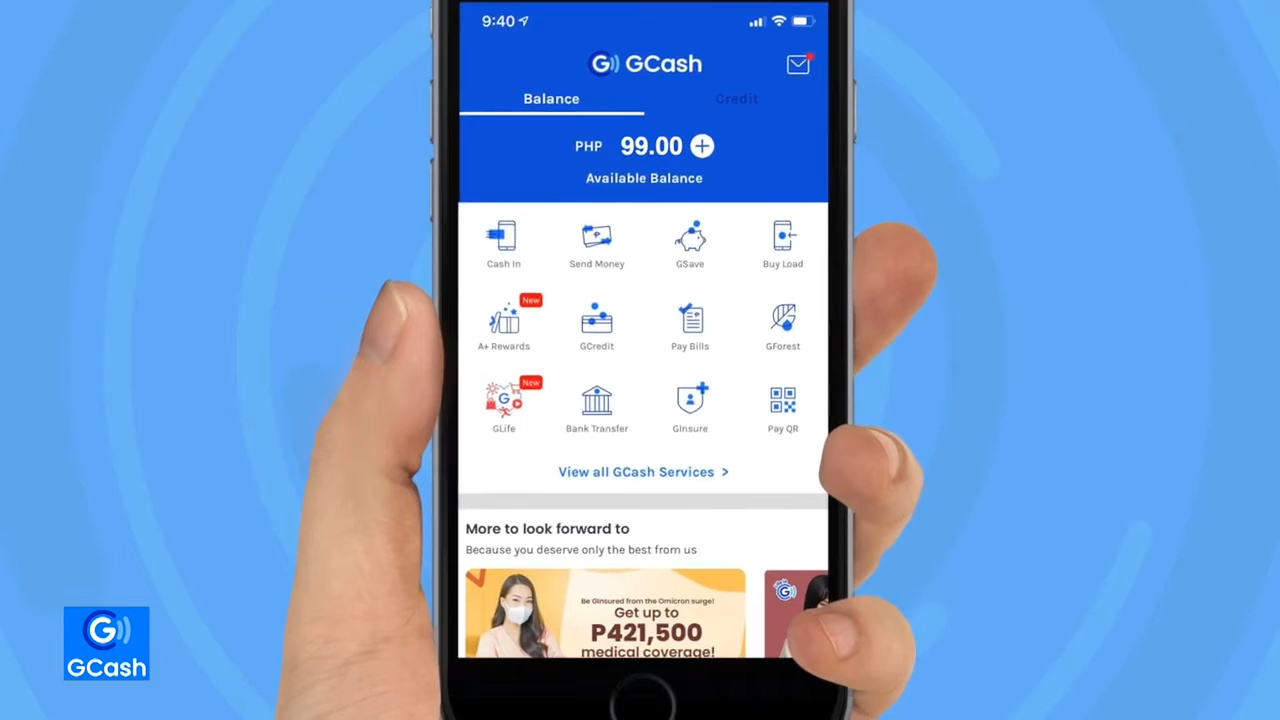 9:40
GCash
Balance
Credit
PHP 99.00
Available Balance
Cash In
Send Money
GSave
Buy Load
New
A+ Rewards
GCredit
Pay Bills
GForest
New
GLife
Bank Transfer
GInsure
Pay QR
View all GCash Services >
More to look forward to
Because you deserve only the best from us
Be GInsured from the Omicron surge!
Get up to
P421,500
medical coverage!
GCash